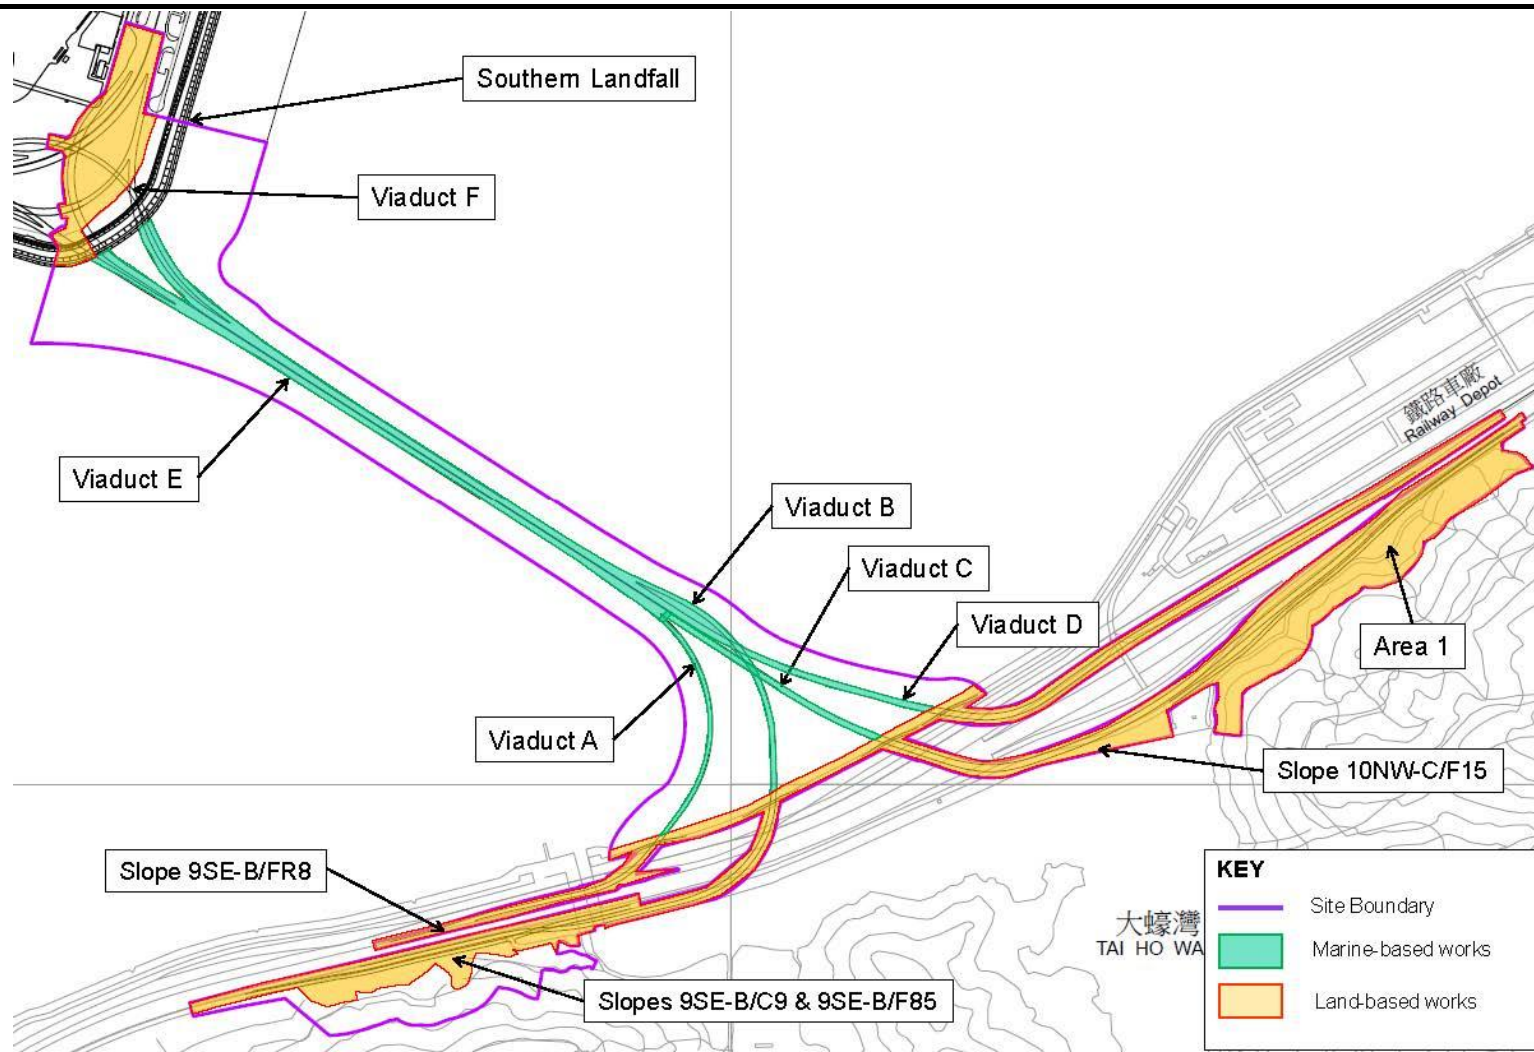 Southern Landfall
Viaduct F
Viaduct E
Viaduct B
Viaduct C
Viaduct D
Viaduct A
鐵路車廠
Railway Depot
Area 1
Slope 10NW-C/F15
Slope 9SE-B/FR8
Slopes 9SE-B/C9 & 9SE-B/F85
大蠔灣
TAI HO WA
KEY
Site Boundary
Marine-based works
Land-based works